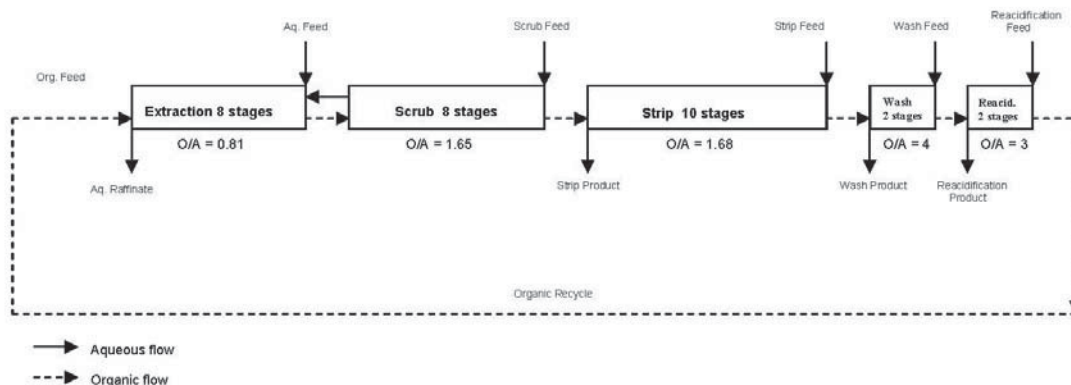 Aq. Feed
Scrub Feed
Strip Feed
Wash Feed
Reacidification
Feed
Org. Feed
Extraction 8 stages
Scrub 8 stages
Strip 10 stages
Wash
2 stages
Reacid.
2 stages
O/A = 0.81
O/A = 1.65
O/A = 1.68
O/A = 4
O/A = 3
Aq. Raffinate
Strip Product
Wash Product
Reacidification
Product
Organic Recycle
Aqueous flow
Organic flow